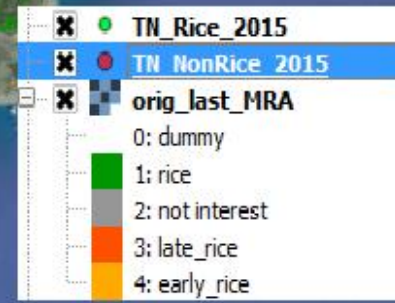 TN_Rice_2015
TN_NonRice_2015
orig_last_MRA
0: dummy
1: rice
2: not interest
3: late_rice
4: early_rice